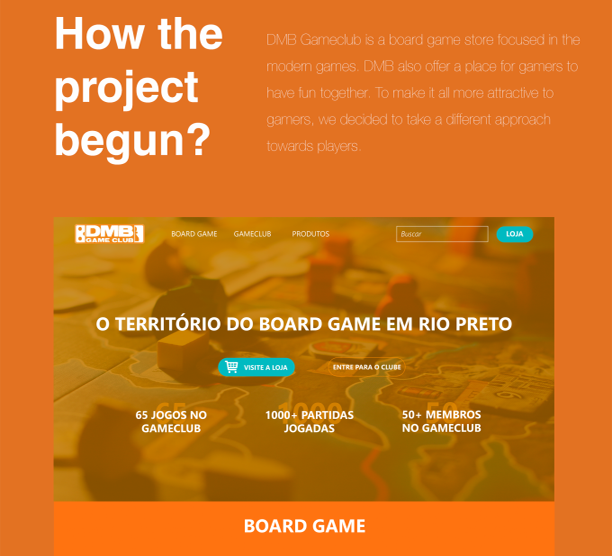 How the
project
begun?
DMB Gameclub is a board game store focused in the
modern games. DMB also offer a place for gamers to
have fun together. To make it all more attractive to
gamers, we decided to take a different approach
towards players.
DMB
GAME CLUB
BOARD GAME GAMECLUB PRODUTOS Buscar LOJA
O TERRITÓRIO DO BOARD GAME EM RIO PRETO
VISITE A LOJA ENTRE PARA O CLUBE
65 1000 50
65 JOGOS NO
GAMECLUB
1000+ PARTIDAS
JOGADAS
50+ MEMBROS
NO GAMECLUB
BOARD GAME